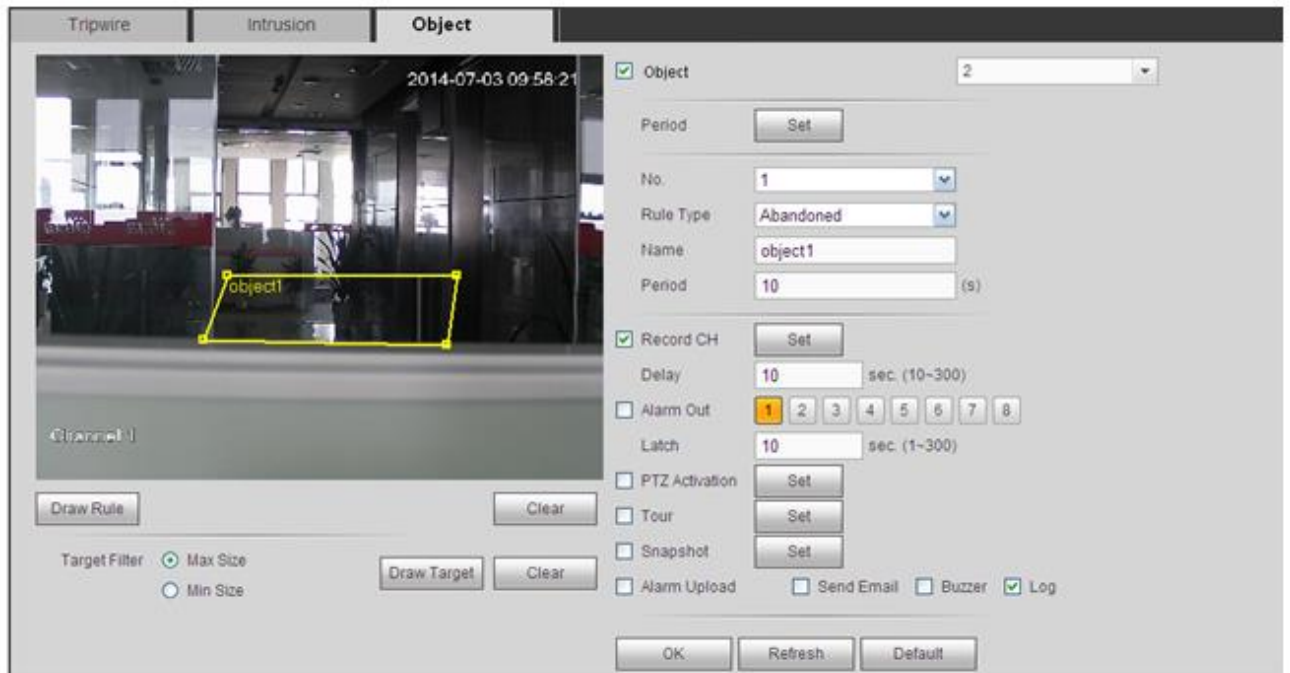 Tripwire Intrusion Object
2014-07-03 09:58:21
object1
Channel 1
Draw Rule Clear
Target Filter Max Size
Min Size
Draw Target Clear
Object 2
Period Set
No. 1
Rule Type Abandoned
Name object1
Period 10 (s)
Record CH Set
Delay 10 sec. (10~300)
Alarm Out 1 2 3 4 5 6 7 8
Latch 10 sec. (1~300)
PTZ Activation Set
Tour Set
Snapshot Set
Alarm Upload Send Email Buzzer Log
OK Refresh Default